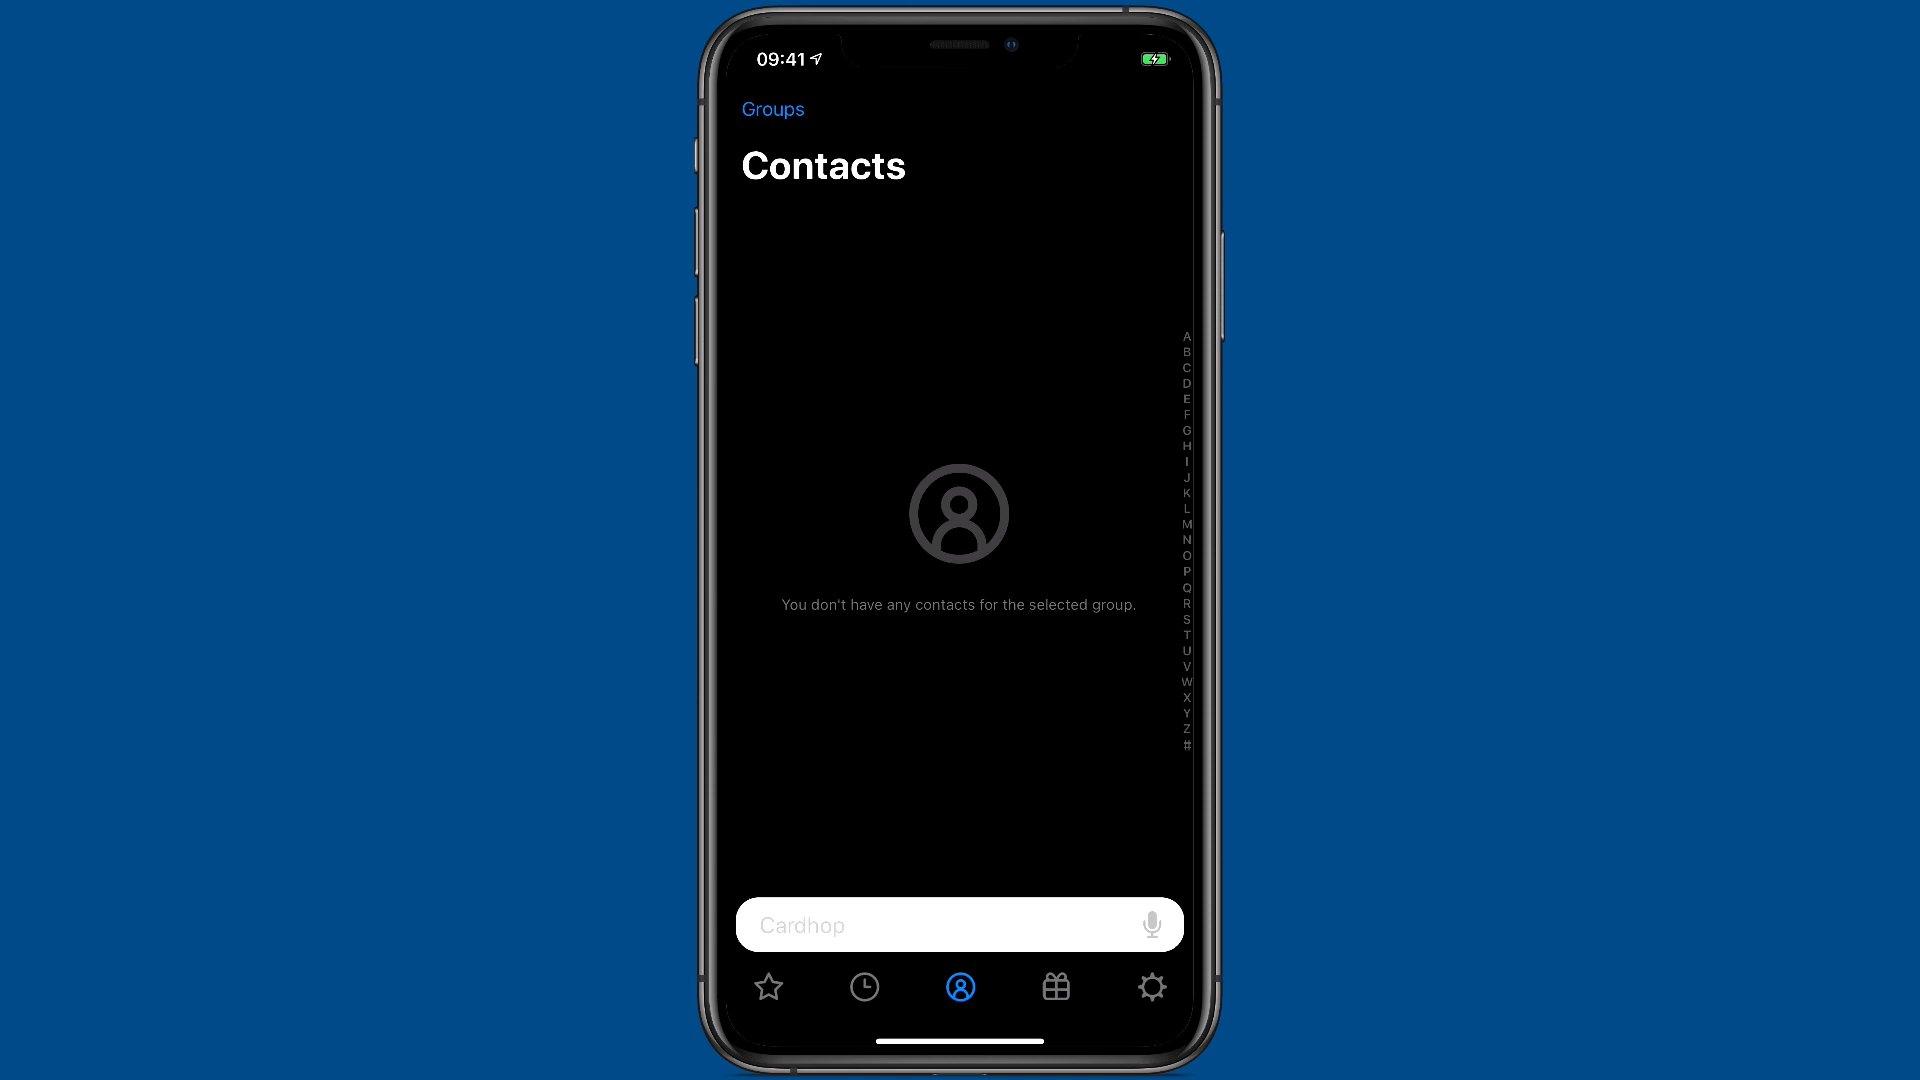 09:41
Groups
Contacts
A
B
C
D
E
F
G
H
I
J
K
L
M
N
O
P
Q
R
S
T
U
V
W
X
Y
Z
#
You don't have any contacts for the selected group.
Cardhop